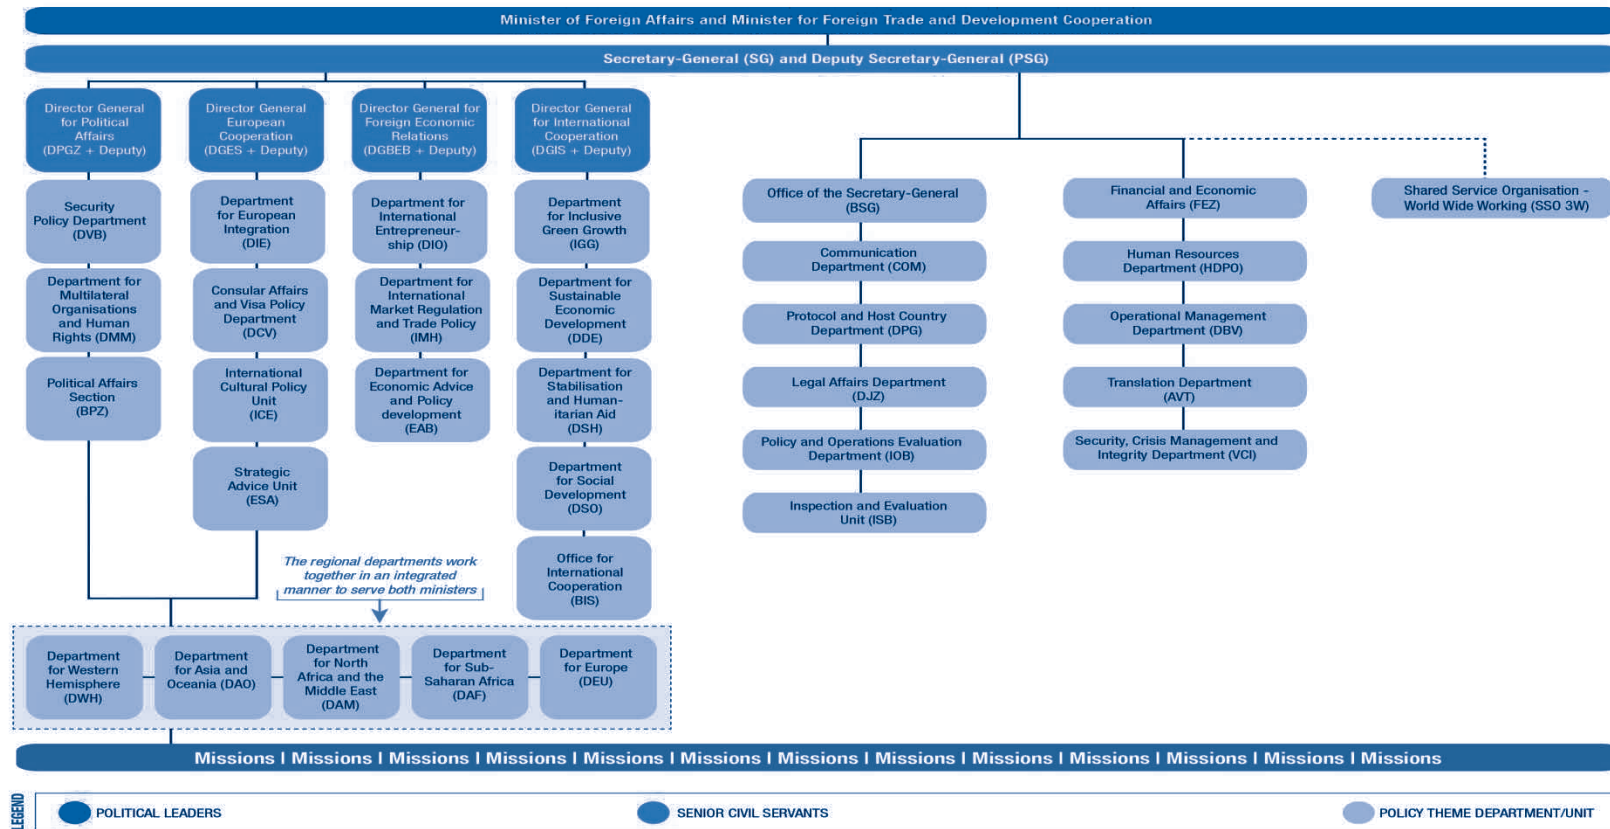 Minister of Foreign Affairs and Minister for Foreign Trade and Development Cooperation
Secretary-General (SG) and Deputy Secretary-General (PSG)
Director General
for Political
Affairs
(DPGZ + Deputy)
Director General
European
Cooperation
(DGES + Deputy)
Director General for
Foreign Economic
Relations
(DGBEB + Deputy)
Director General
for International
Cooperation
(DGIS + Deputy)
Security
Policy Department
(DVB)
Department
for European
Integration
(DIE)
Department for
International
Entrepreneur-
ship (DIO)
Department
for Inclusive
Green Growth
(IGG)
Office of the Secretary-General
(BSG)
Financial and Economic
Affairs (FEZ)
Shared Service Organisation -
World Wide Working (SSO 3W)
Communication
Department (COM)
Human Resources
Department (HDPO)
Department for
Multilateral
Organisations
and Human
Rights (DMM)
Consular Affairs
and Visa Policy
Department
(DCV)
Department for
International
Market Regulation
and Trade Policy
(IMH)
Department for
Sustainable
Economic
Development
(DDE)
Protocol and Host Country
Department (DPG)
Operational Management
Department (DBV)
Political Affairs
Section
(BPZ)
International
Cultural Policy
Unit
(ICE)
Department for
Economic Advice
and Policy
development
(EAB)
Department for
Stabilisation
and Human-
itarian Aid
(DSH)
Legal Affairs Department
(DJZ)
Translation Department
(AVT)
Policy and Operations Evaluation
Department (IOB)
Security, Crisis Management and
Integrity Department (VCI)
Strategic
Advice Unit
(ESA)
Department
for Social
Development
(DSO)
Inspection and Evaluation
Unit (ISB)
The regional departments work
together in an integrated
manner to serve both ministers
Office for
International
Cooperation
(BIS)
Department
for Western
Hemisphere
(DWH)
Department
for Asia and
Oceania (DAO)
Department
for North
Africa and the
Middle East
(DAM)
Department
for Sub-
Saharan Africa
(DAF)
Department
for Europe
(DEU)
Missions | Missions | Missions | Missions | Missions | Missions | Missions | Missions | Missions | Missions | Missions | Missions | Missions
LEGEND
POLITICAL LEADERS
SENIOR CIVIL SERVANTS
POLICY THEME DEPARTMENT/UNIT